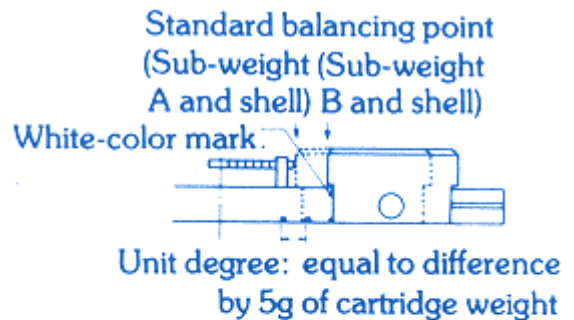 Standard balancing point
(Sub-weight (Sub-weight
A and shell) B and shell)
White-color mark.
Unit degree: equal to difference
by 5g of cartridge weight